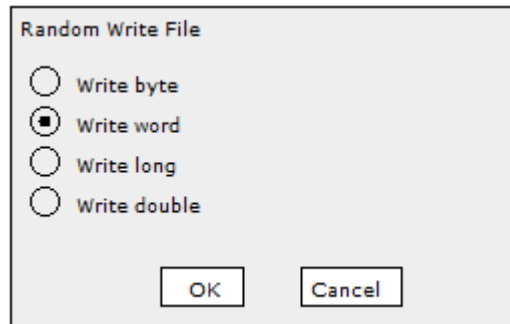 Random Write File
Write byte
Write word
Write long
Write double
OK Cancel